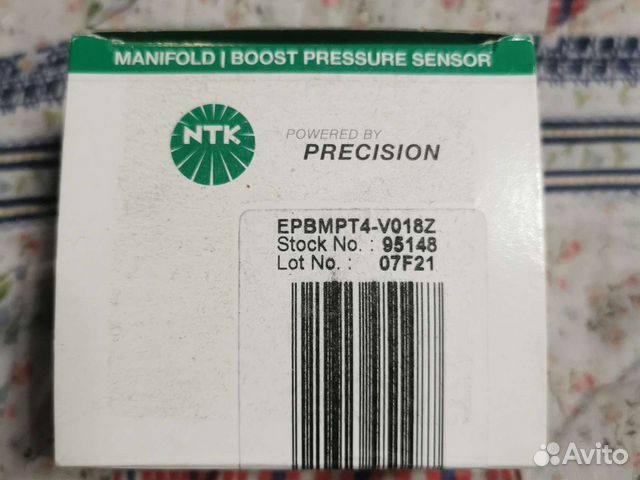 MANIFOLD | BOOST PRESSURE SENSOR
NTK
POWERED BY
PRECISION
EPBMPT4-V018Z
Stock No. : 95148
Lot No. : 07F21
Avito